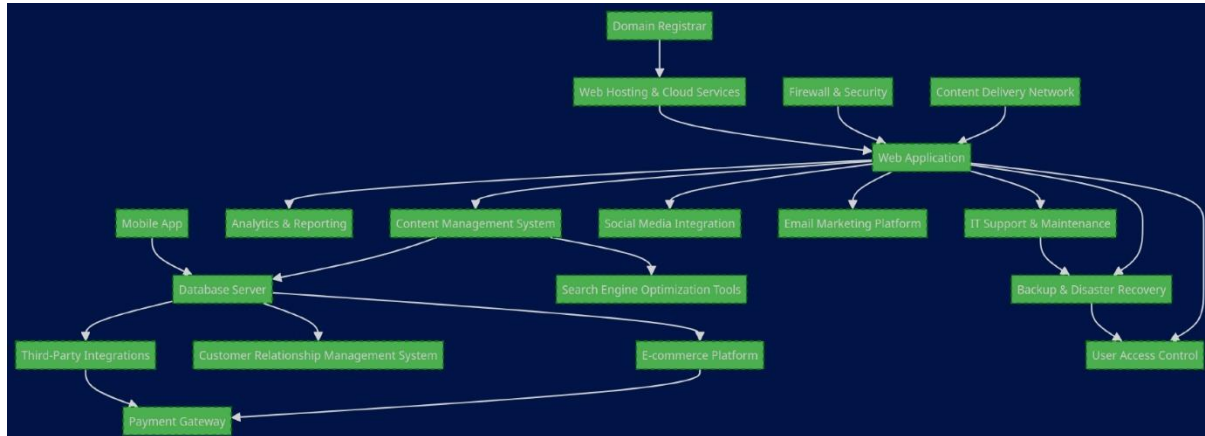 Domain Registrar
Web Hosting & Cloud Services
Firewall & Security
Content Delivery Network
Web Application
Mobile App
Analytics & Reporting
Content Management System
Social Media Integration
Email Marketing Platform
IT Support & Maintenance
Database Server
Search Engine Optimization Tools
Backup & Disaster Recovery
Third-Party Integrations
Customer Relationship Management System
E-commerce Platform
User Access Control
Payment Gateway